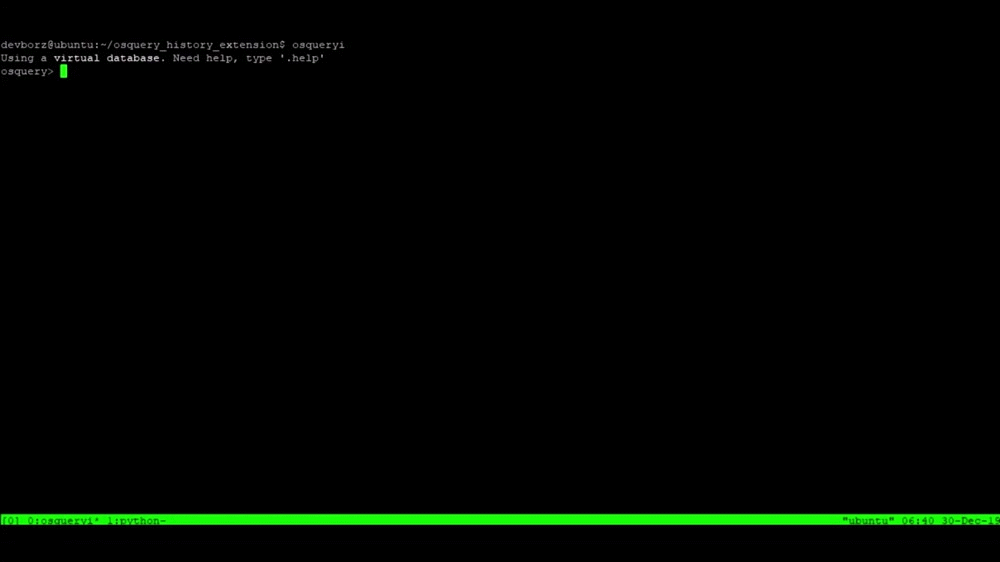 devborz@ubuntu:~/osquery_history_extension$ osqueryi
Using a virtual database. Need help, type '.help'
osquery>
[0] 0:osqueryi* 1:python- "ubuntu" 06:40 30-Dec-19